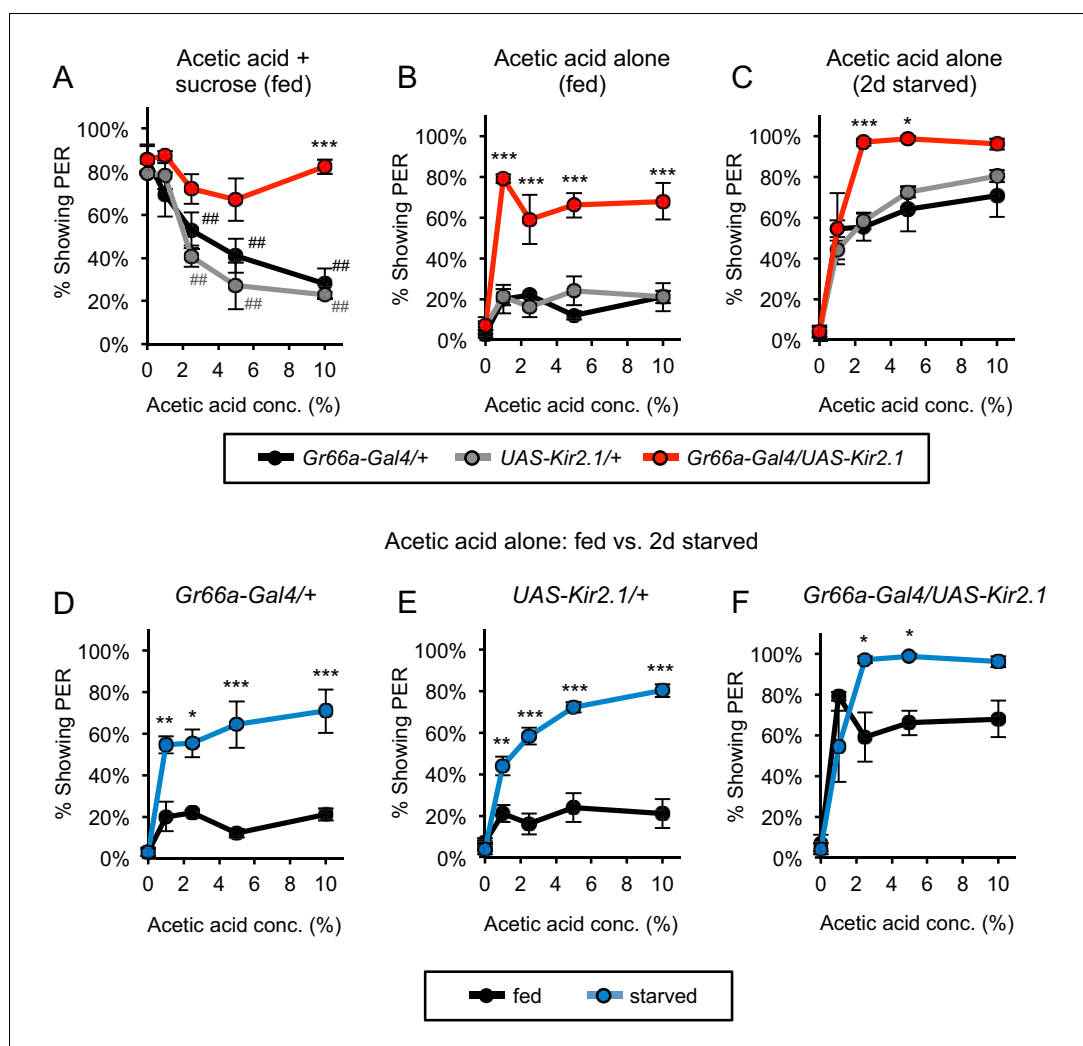 A
Acetic acid +
sucrose (fed)
B
Acetic acid alone
(fed)
C
Acetic acid alone
(2d starved)
% Showing PER
100%
80%
60%
40%
20%
0%
***
##
##
##
##
##
##
0 2 4 6 8 10
Acetic acid conc. (%)
% Showing PER
100%
80%
60%
40%
20%
0%
*** *** *** ***
0 2 4 6 8 10
Acetic acid conc. (%)
% Showing PER
100%
80%
60%
40%
20%
0%
*** *
0 2 4 6 8 10
Acetic acid conc. (%)
Gr66a-Gal4/+ UAS-Kir2.1/+ Gr66a-Gal4/UAS-Kir2.1
Acetic acid alone: fed vs. 2d starved
D
Gr66a-Gal4/+
E
UAS-Kir2.1/+
F
Gr66a-Gal4/UAS-Kir2.1
% Showing PER
100%
80%
60%
40%
20%
0%
** * *** ***
0 2 4 6 8 10
Acetic acid conc. (%)
% Showing PER
100%
80%
60%
40%
20%
0%
** *** *** ***
0 2 4 6 8 10
Acetic acid conc. (%)
% Showing PER
100%
80%
60%
40%
20%
0%
* *
0 2 4 6 8 10
Acetic acid conc. (%)
fed starved